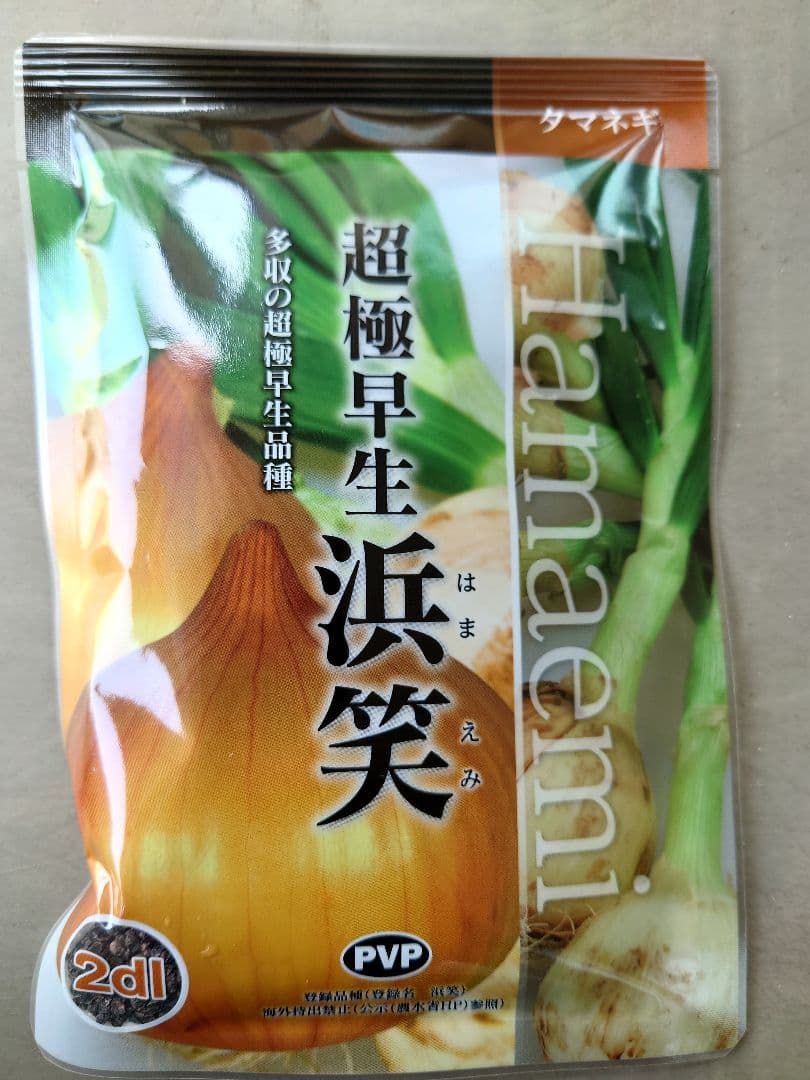 タマネギ
Hamaemi
超極早生
浜笑
はまえみ
多収の超極早生品種
PVP
2dl
登録品種(登録名 浜笑)
海外持出禁止(公示(農水省HP)参照)